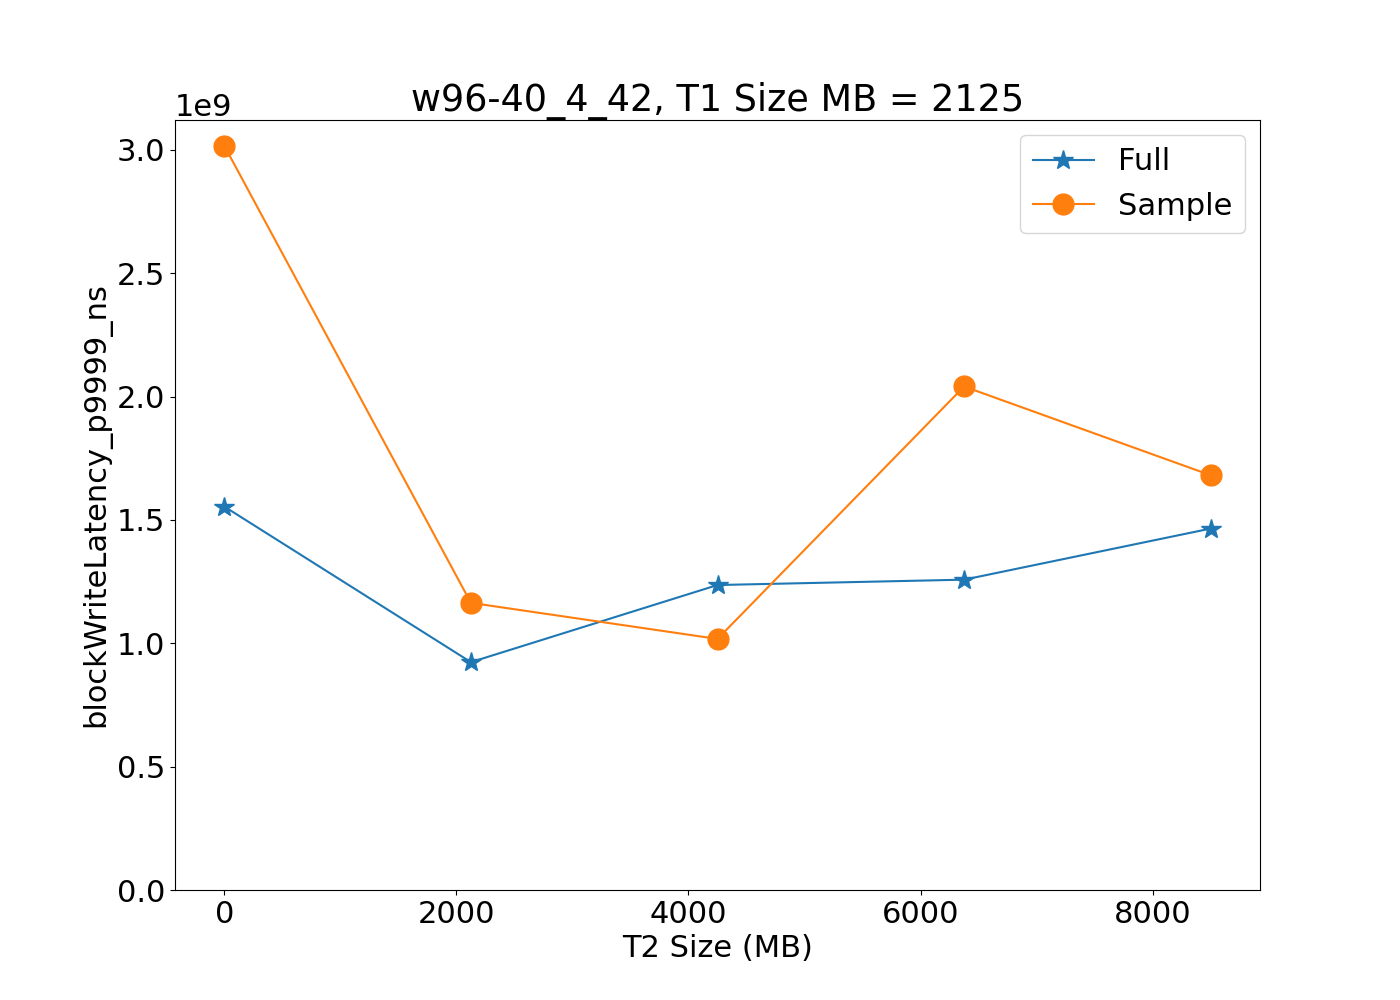 w96-40_4_42, T1 Size MB = 2125
1e9
3.0
2.5
2.0
1.5
1.0
0.5
0.0
blockWriteLatency_p9999_ns
Full
Sample
0 2000 4000 6000 8000
T2 Size (MB)